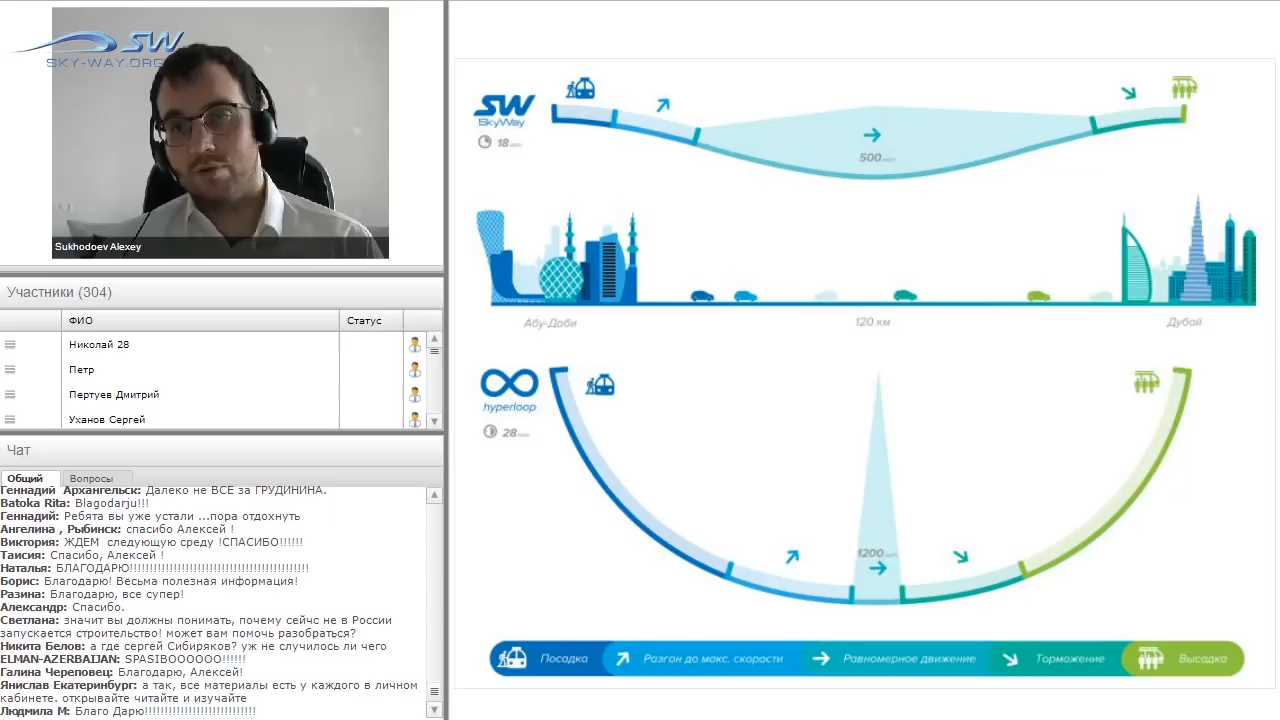 SW
SKY-WAY.ORG
Sukhodoev Alexey
Участники (304)
ФИО
Статус
Николай 28
Петр
Пертуев Дмитрий
Уханов Сергей
Чат
Общий
Вопросы
Геннадий Архангельск: Далеко не ВСЕ за ГРУДИНИНА.
Batoka Rita: Blagodarju!!!
Геннадий: Ребята вы уже устали ...пора отдохнуть
Ангелина , Рыбинск: спасибо Алексей !
Виктория: ЖДЕМ следующую среду !СПАСИБО!!!!!!
Таисия: Спасибо, Алексей !
Наталья: БЛАГОДАРЮ!!!!!!!!!!!!!!!!!!!!!!!!!!!!!!!!!!!!!!!!!
Борис: Благодарю! Весьма полезная информация!
Разина: Благодарю, все супер!
Александр: Спасибо.
Светлана: значит вы должны понимать, почему сейчс не в России
запускается строительство! может вам помочь разобраться?
Никита Белов: а где сергей Сибиряков? уж не случилось ли чего
ELMAN-AZERBAIJAN: SPASIBOOOOOO!!!!!!
Галина Череповец: Благодарю, Алексей!
Янислав Екатеринбург: а так, все материалы есть у каждого в личном
кабинете. открывайте читайте и изучайте
Людмила М: Благо Дарю!!!!!!!!!!!!!!!!!!!!!!!!!!!
SW
SkyWay
18
500
Абу-Даби
120 км
Дубай
hyperloop
28
1200
Посадка
Разгон до макс. скорости
Равномерное движение
Торможение
Высадка